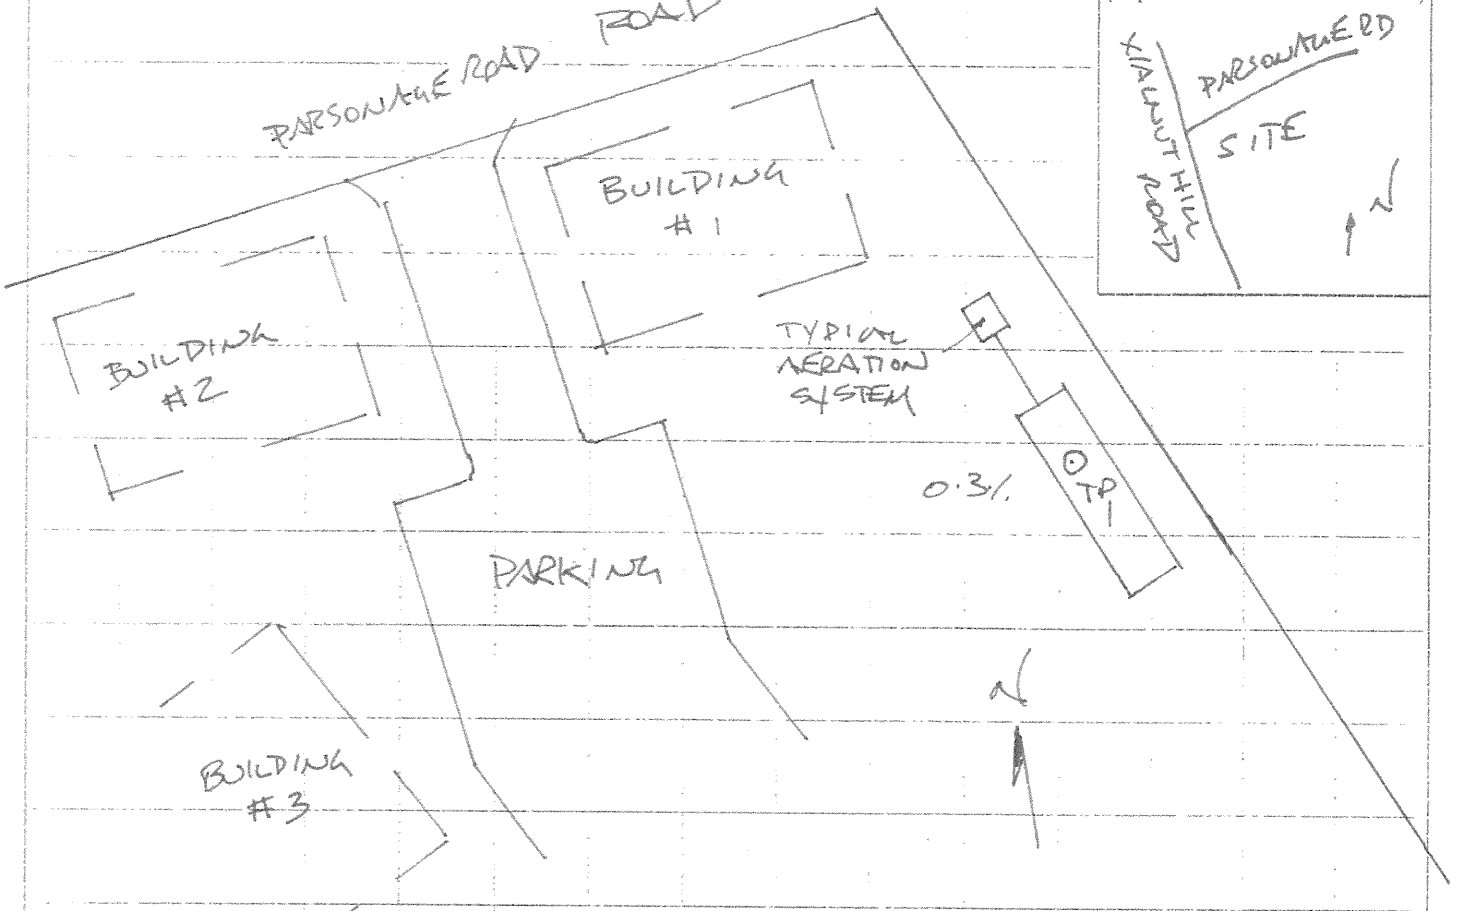 ROAD
PARSONAGE ROAD
BUILDING
#1
BUILDING
#2
TYPICAL
AERATION
SYSTEM
0.3%
TP
1
PARKING
N
BUILDING
#3
PARSONAGE RD
WALNUT HILL
ROAD
SITE
N